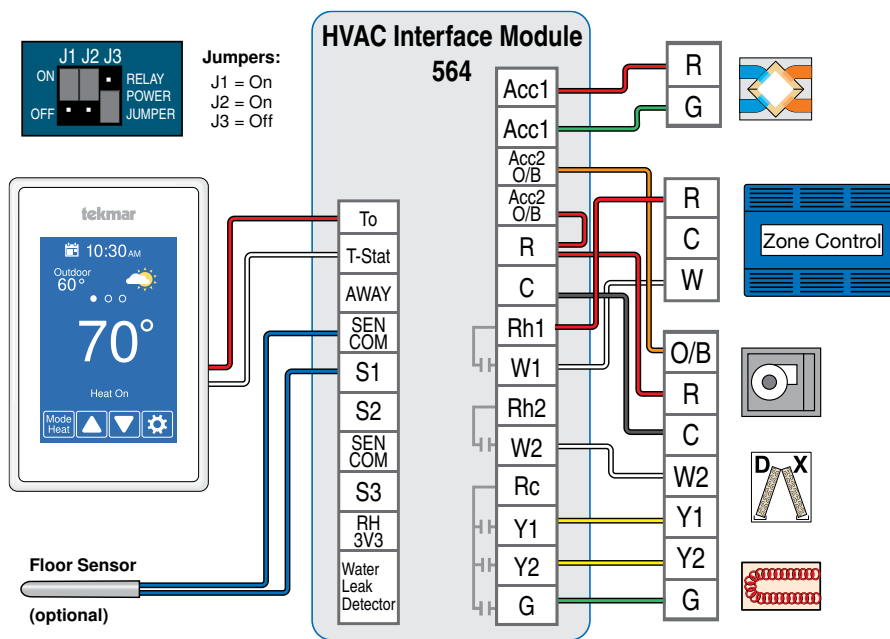 HVAC Interface Module
564
J1 J2 J3
ON
OFF
RELAY
POWER
JUMPER
Jumpers:
J1 = On
J2 = On
J3 = Off
tekmar
10:30 AM
Outdoor
60°
70°
Heat On
Mode
Heat
Floor Sensor
(optional)
To
T-Stat
AWAY
SEN
COM
S1
S2
SEN
COM
S3
RH
3V3
Water
Leak
Detector
Acc1
Acc1
Acc2
O/B
Acc2
O/B
R
C
Rh1
W1
Rh2
W2
Rc
Y1
Y2
G
R
G
R
C
W
Zone Control
O/B
R
C
W2
Y1
Y2
G
D X